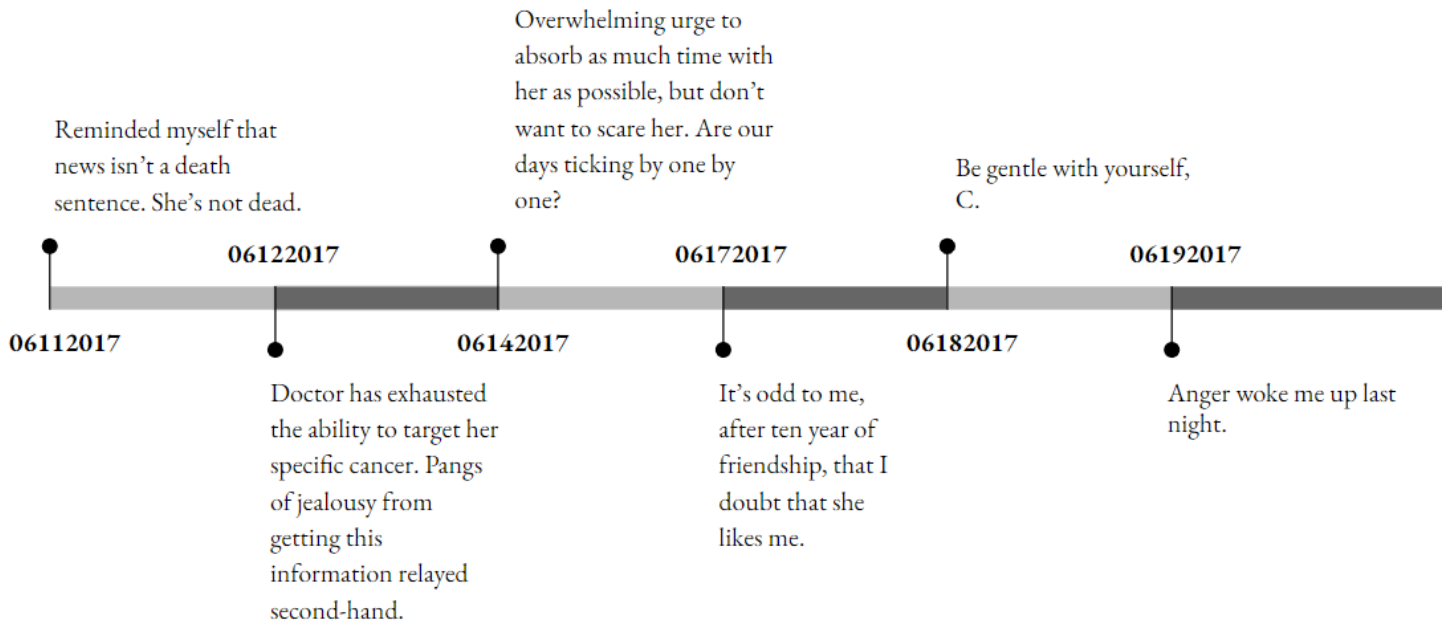 Reminded myself that
news isn’t a death
sentence. She’s not dead.
06112017
06122017
Doctor has exhausted
the ability to target her
specific cancer. Pangs
of jealousy from
getting this
information relayed
second-hand.
Overwhelming urge to
absorb as much time with
her as possible, but don’t
want to scare her. Are our
days ticking by one by
one?
06142017
06172017
It’s odd to me,
after ten year of
friendship, that I
doubt that she
likes me.
Be gentle with yourself,
C.
06182017
06192017
Anger woke me up last
night.